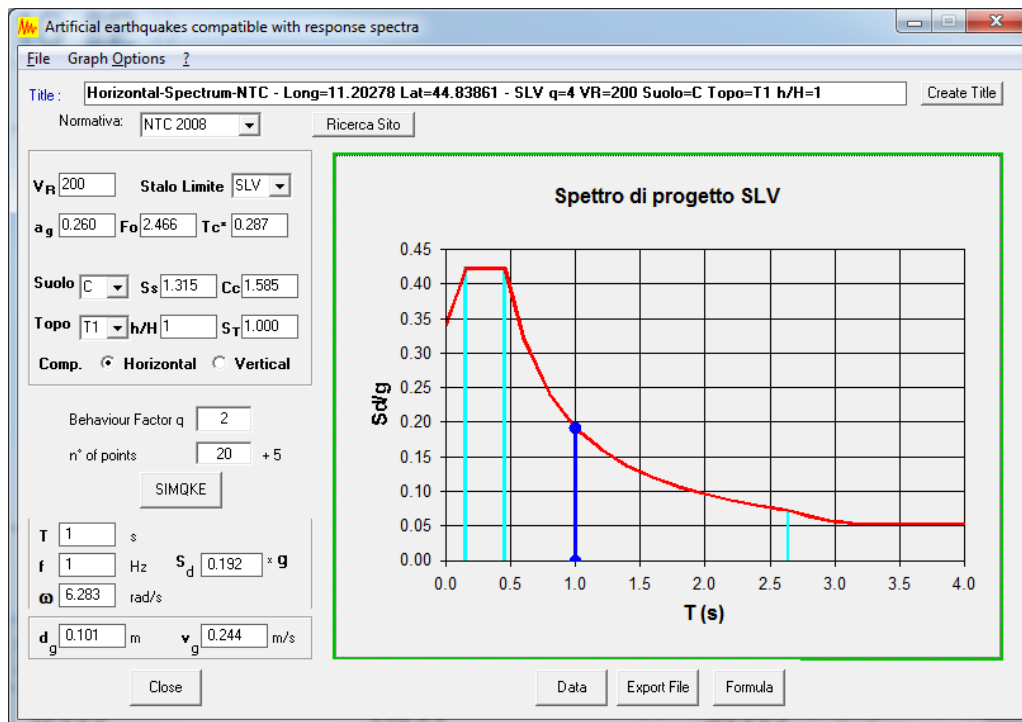 Artificial earthquakes compatible with response spectra
File Graph Options ?
Title : Horizontal-Spectrum-NTC - Long=11.20278 Lat=44.83861 - SLV q=4 VR=200 Suolo=C Topo=T1 h/H=1 Create Title
Normativa: NTC 2008 Ricerca Sito
VR 200 Stalo Limite SLV
ag 0.260 Fo 2.466 Tc* 0.287
Suolo C Ss 1.315 Cc 1.585
Topo T1 h/H 1 ST 1.000
Comp. Horizontal Vertical
Behaviour Factor q 2
n° of points 20 + 5
SIMQKE
T 1 s
f 1 Hz Sd 0.192 x g
ω 6.283 rad/s
dg 0.101 m vg 0.244 m/s
Close
Spettro di progetto SLV
Sd/g
0.45
0.40
0.35
0.30
0.25
0.20
0.15
0.10
0.05
0.00
0.0 0.5 1.0 1.5 2.0 2.5 3.0 3.5 4.0
T (s)
Data Export File Formula